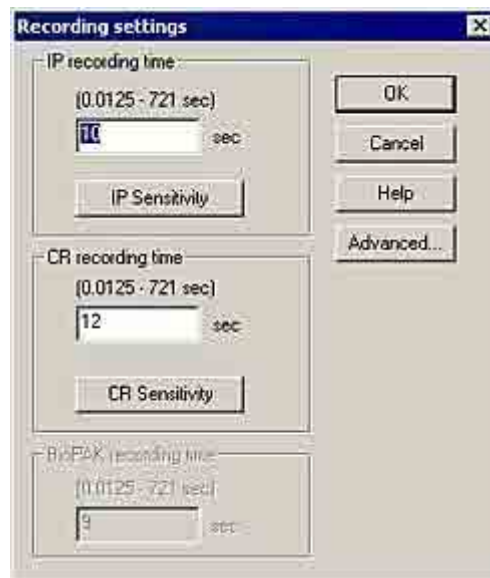 Recording settings
IP recording time
(0.0125 - 721 sec)
10 sec
IP Sensitivity
CR recording time
(0.0125 - 721 sec)
12 sec
CR Sensitivity
BioPAK recording time
(0.0125 - 721 sec)
9 sec
OK
Cancel
Help
Advanced...